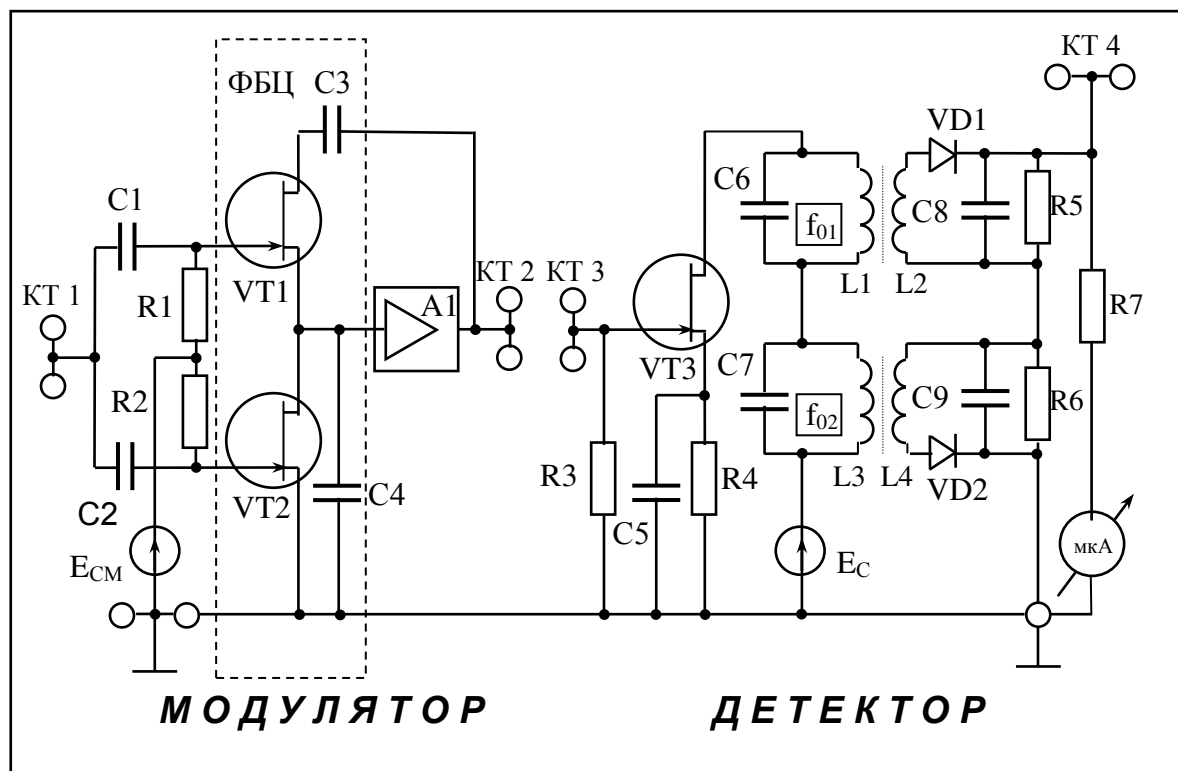 ФБЦ
C3
КТ 4
VD1
C1
C6
f01
C8
R5
КТ 1
R1
VT1
A1
КТ 2
КТ 3
L1
L2
R7
VT3
C7
R2
f02
C9
R6
C2
VT2
C4
R3
C5
R4
L3
L4
VD2
EСМ
EС
мкА
МОДУЛЯТОР
ДЕТЕКТОР